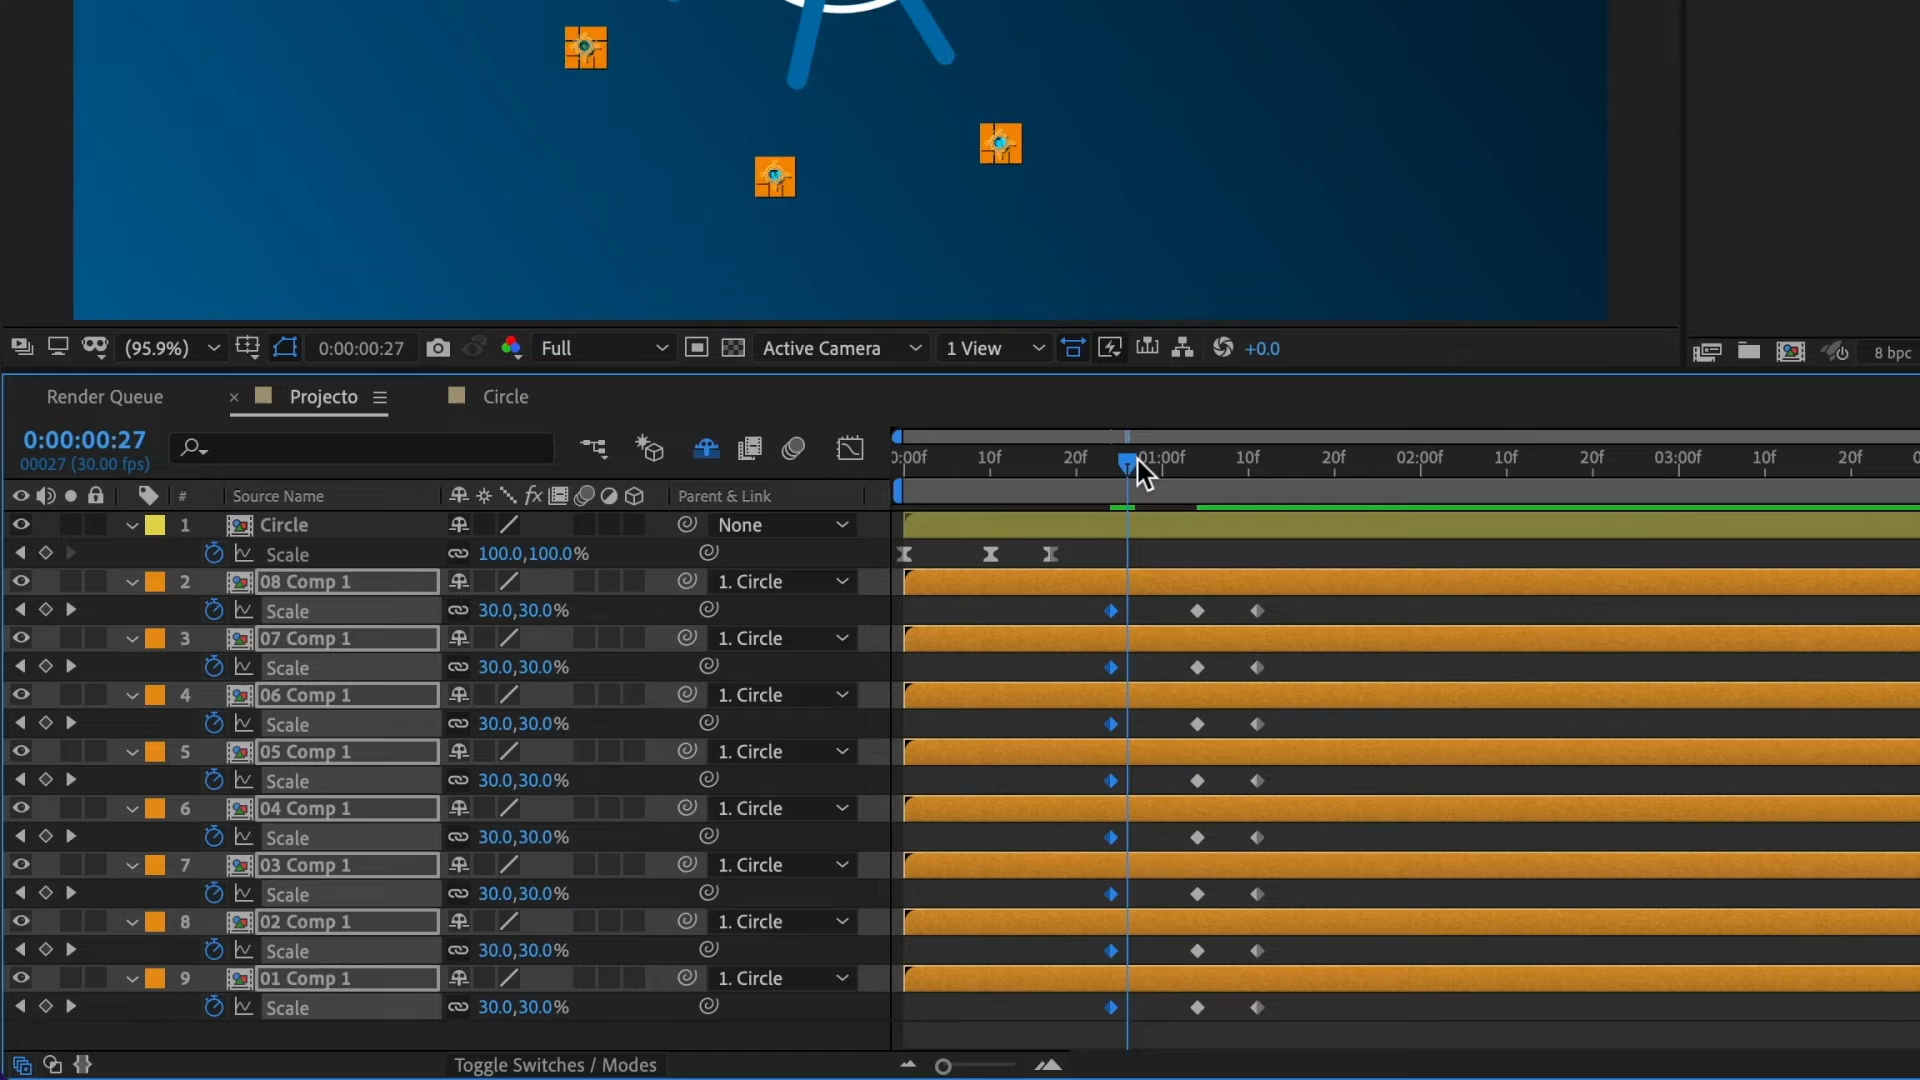 (95.9%) 0:00:00:27 Full Active Camera 1 View +0.0 8 bpc
Render Queue × Projecto Circle
0:00:00:27
00027 (30.00 fps)
0:00f 10f 20f 01:00f 10f 20f 02:00f 10f 20f 03:00f 10f 20f
# Source Name fx Parent & Link
1 Circle None
Scale 100.0,100.0%
2 08 Comp 1 1. Circle
Scale 30.0,30.0%
3 07 Comp 1 1. Circle
Scale 30.0,30.0%
4 06 Comp 1 1. Circle
Scale 30.0,30.0%
5 05 Comp 1 1. Circle
Scale 30.0,30.0%
6 04 Comp 1 1. Circle
Scale 30.0,30.0%
7 03 Comp 1 1. Circle
Scale 30.0,30.0%
8 02 Comp 1 1. Circle
Scale 30.0,30.0%
9 01 Comp 1 1. Circle
Scale 30.0,30.0%
Toggle Switches / Modes